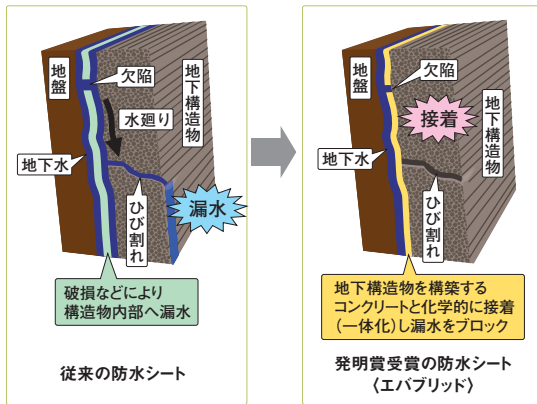 地盤
欠陥
水廻り
地下構造物
地下水
ひび割れ
漏水
破損などにより
構造物内部へ漏水
従来の防水シート
地盤
欠陥
接着
地下構造物
地下水
ひび割れ
地下構造物を構築する
コンクリートと化学的に接着
(一体化)し漏水をブロック
発明賞受賞の防水シート
〈エバブリッド〉